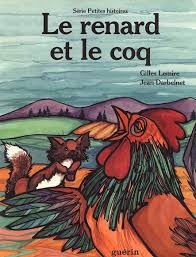 Série Petites histoires
Le renard
et le coq
Gilles Lemire
Jean Darbelnet
guérin